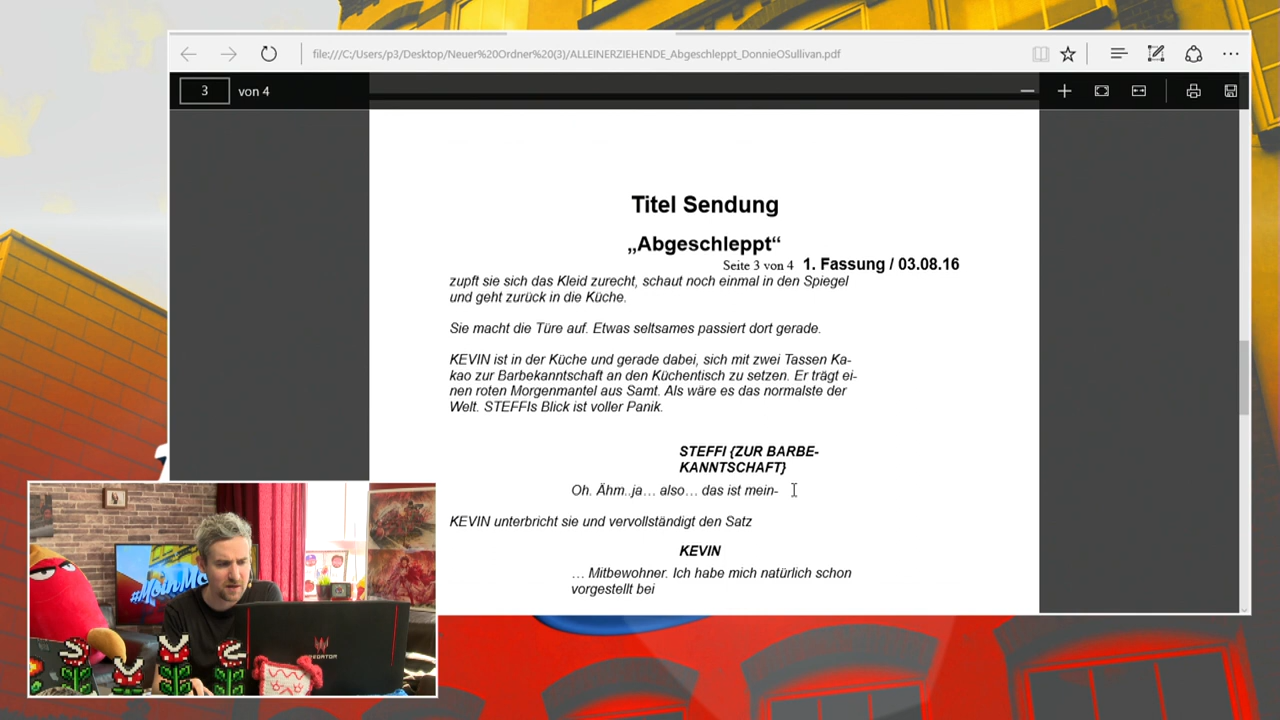 file:///C:/Users/p3/Desktop/Neuer%20Ordner%20(3)/ALLEINERZIEHENDE_Abgeschleppt_DonnieOSullivan.pdf
3 von 4
Titel Sendung
„Abgeschleppt“
Seite 3 von 4 1. Fassung / 03.08.16
zupft sie sich das Kleid zurecht, schaut noch einmal in den Spiegel
und geht zurück in die Küche.
Sie macht die Türe auf. Etwas seltsames passiert dort gerade.
KEVIN ist in der Küche und gerade dabei, sich mit zwei Tassen Ka-
kao zur Barbekanntschaft an den Küchentisch zu setzen. Er trägt ei-
nen roten Morgenmantel aus Samt. Als wäre es das normalste der
Welt. STEFFIs Blick ist voller Panik.
STEFFI {ZUR BARBE-
KANNTSCHAFT}
Oh. Ähm..ja… also… das ist mein-
KEVIN unterbricht sie und vervollständigt den Satz
KEVIN
… Mitbewohner. Ich habe mich natürlich schon
vorgestellt bei
#MoinMo
PREDATOR